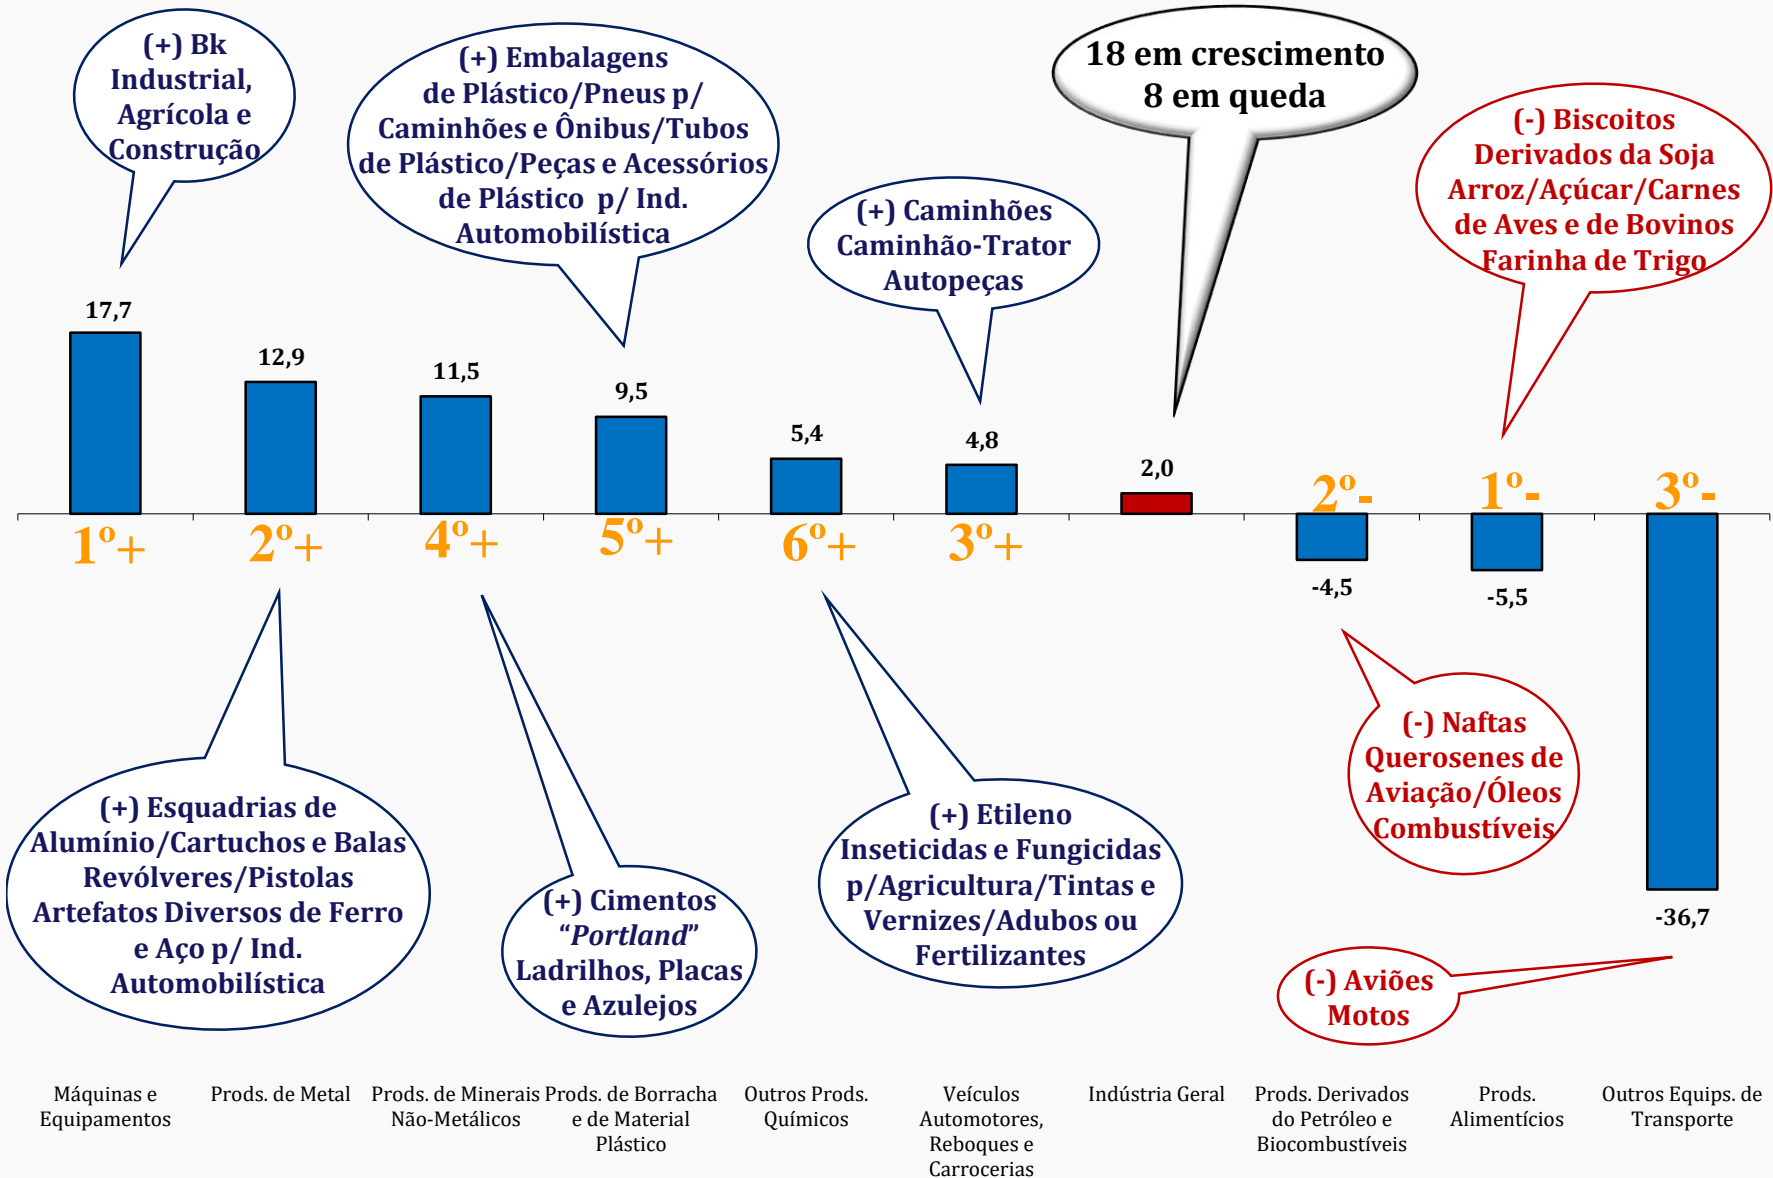 (+) Bk
Industrial,
Agrícola e
Construção
(+) Embalagens
de Plástico/Pneus p/
Caminhões e Ônibus/Tubos
de Plástico/Peças e Acessórios
de Plástico p/ Ind.
Automobilística
(+) Caminhões
Caminhão-Trator
Autopeças
18 em crescimento
8 em queda
(-) Biscoitos
Derivados da Soja
Arroz/Açúcar/Carnes
de Aves e de Bovinos
Farinha de Trigo
17,7
12,9
11,5
9,5
5,4
4,8
2,0
2º-
1º-
3º-
1º+
2º+
4º+
5º+
6º+
3º+
-4,5
-5,5
-36,7
(+) Esquadrias de
Alumínio/Cartuchos e Balas
Revólveres/Pistolas
Artefatos Diversos de Ferro
e Aço p/ Ind.
Automobilística
(+) Cimentos
“Portland”
Ladrilhos, Placas
e Azulejos
(+) Etileno
Inseticidas e Fungicidas
p/Agricultura/Tintas e
Vernizes/Adubos ou
Fertilizantes
(-) Naftas
Querosenes de
Aviação/Óleos
Combustíveis
(-) Aviões
Motos
Máquinas e
Equipamentos
Prods. de Metal
Prods. de Minerais
Não-Metálicos
Prods. de Borracha
e de Material
Plástico
Outros Prods.
Químicos
Veículos
Automotores,
Reboques e
Carrocerias
Indústria Geral
Prods. Derivados
do Petróleo e
Biocombustíveis
Prods.
Alimentícios
Outros Equips. de
Transporte